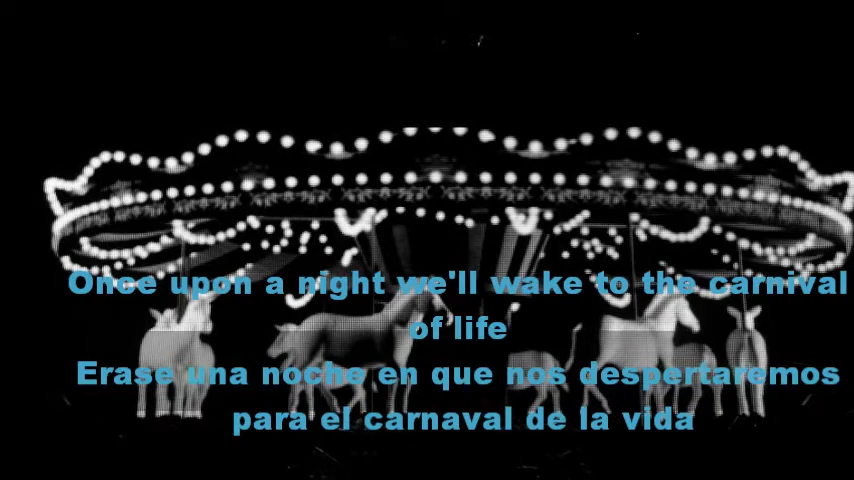 Once upon a night we'll wake to the carnival
of life
Erase una noche en que nos despertaremos
para el carnaval de la vida